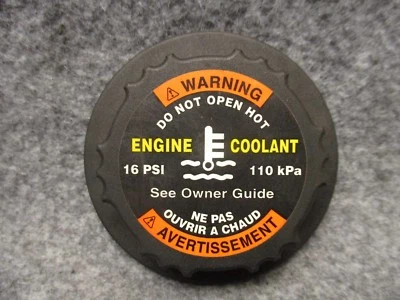 WARNING
DO NOT OPEN HOT
ENGINE COOLANT
16 PSI 110 kPa
See Owner Guide
NE PAS
OUVRIR A CHAUD
AVERTISSEMENT